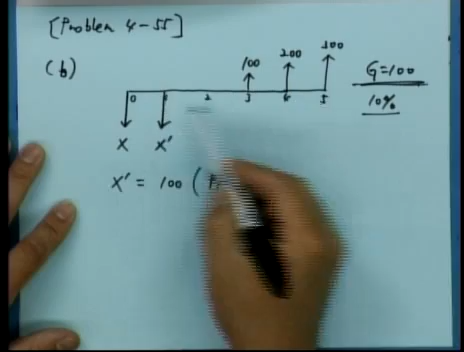 [Problem 4-55]
(b)
100 200 300
G=100
10%
0 1 2 3 4 5
X X'
X' = 100 (P